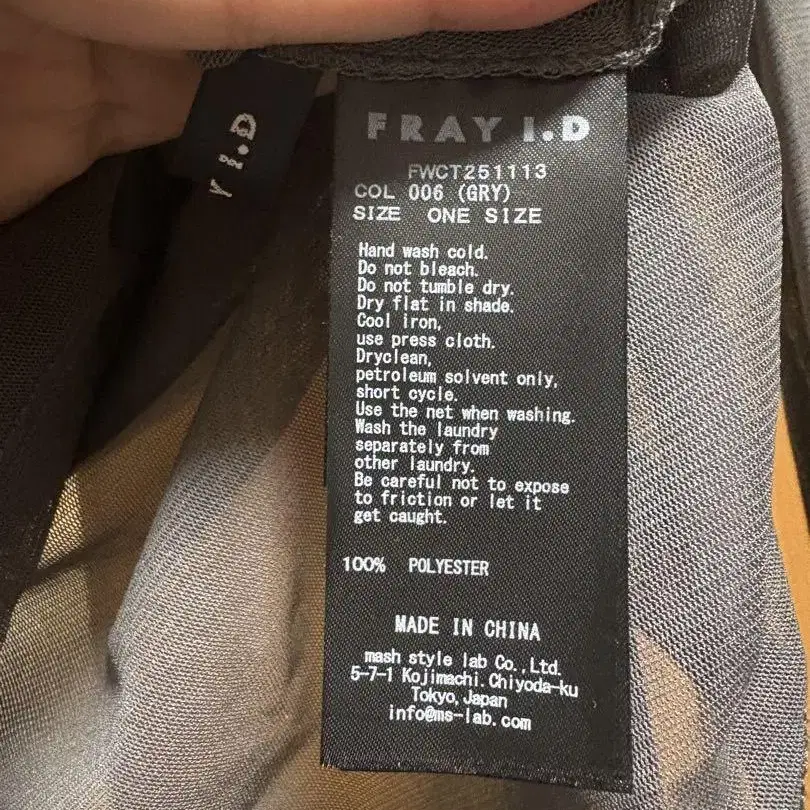 Y I.D
FRAY I.D
FWCT251113
COL 006 (GRY)
SIZE ONE SIZE
Hand wash cold.
Do not bleach.
Do not tumble dry.
Dry flat in shade.
Cool iron,
use press cloth.
Dryclean,
petroleum solvent only,
short cycle.
Use the net when washing.
Wash the laundry
separately from
other laundry.
Be careful not to expose
to friction or let it
get caught.
100% POLYESTER
MADE IN CHINA
mash style lab Co.,Ltd.
5-7-1 Kojimachi.Chiyoda-ku
Tokyo,Japan
info@ms-lab.com